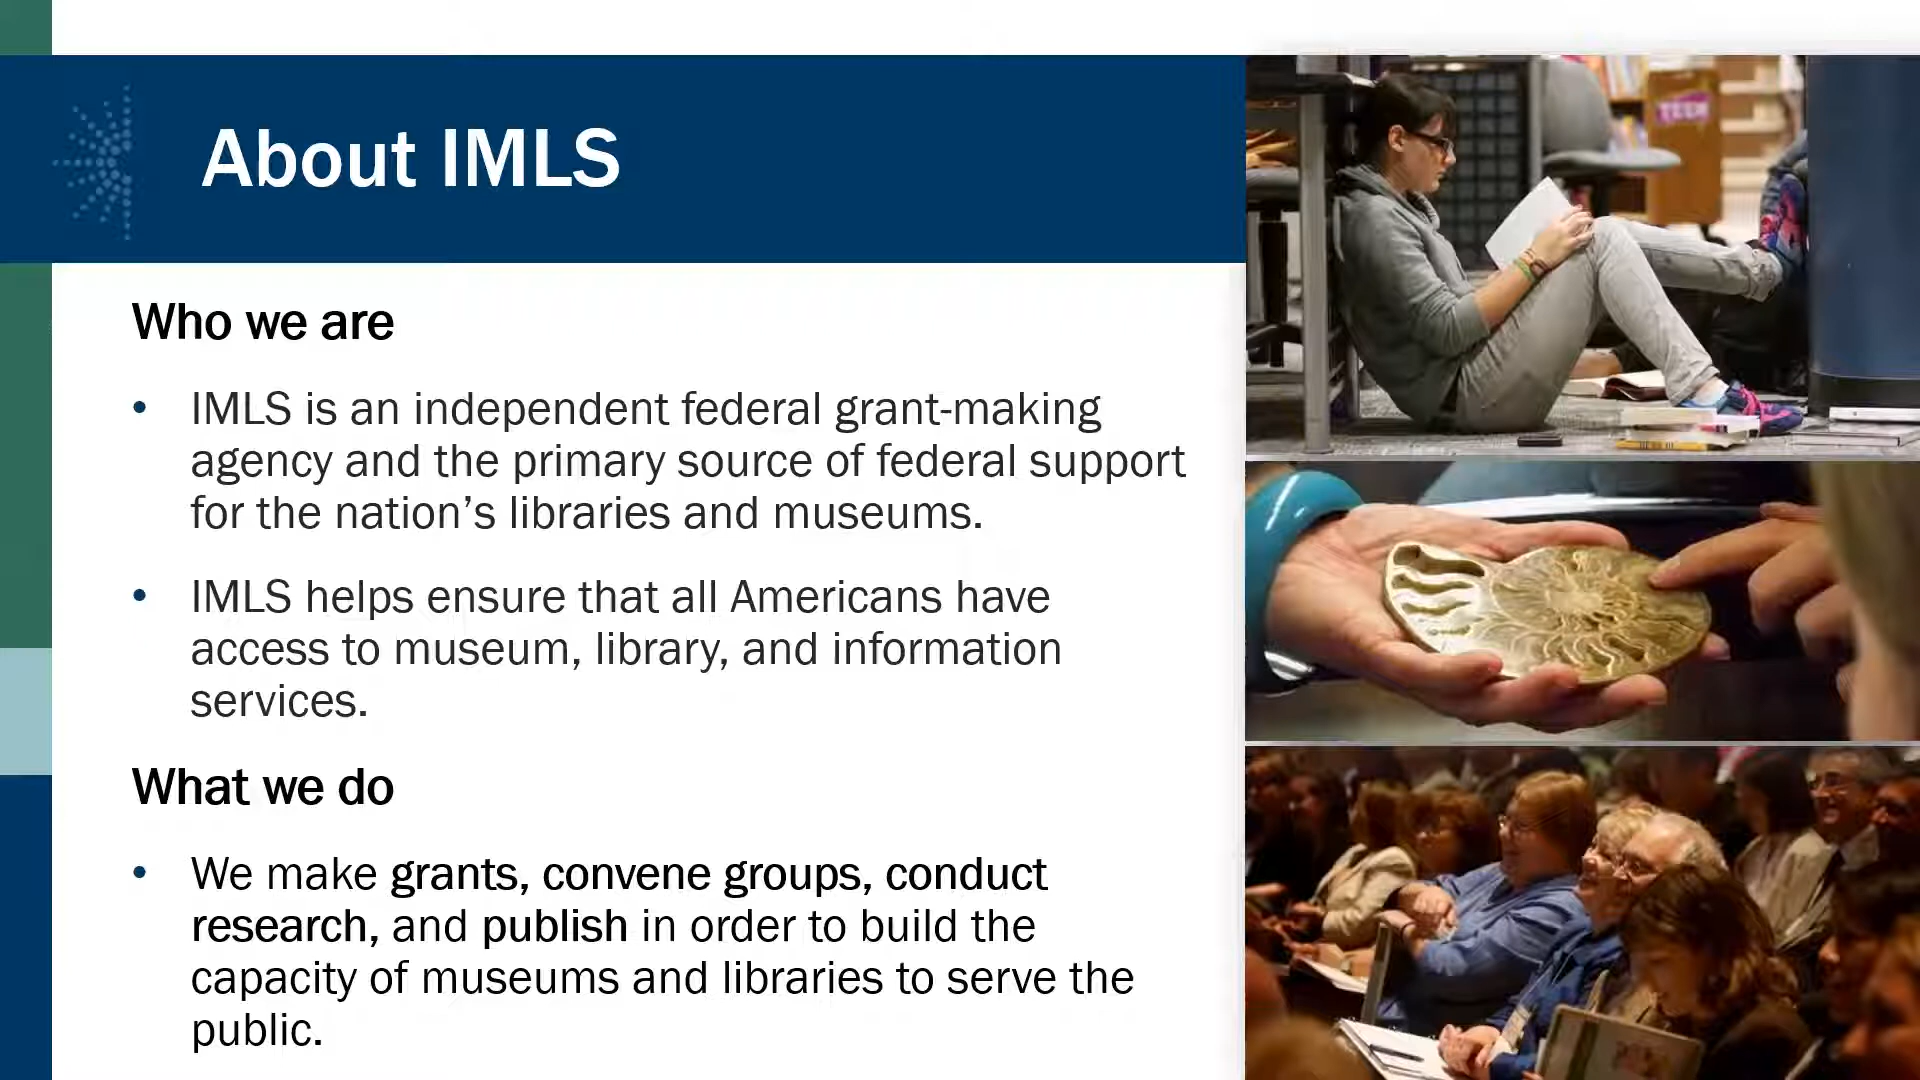 About IMLS
Who we are
• IMLS is an independent federal grant-making
agency and the primary source of federal support
for the nation’s libraries and museums.
• IMLS helps ensure that all Americans have
access to museum, library, and information
services.
What we do
• We make grants, convene groups, conduct
research, and publish in order to build the
capacity of museums and libraries to serve the
public.
TEEN